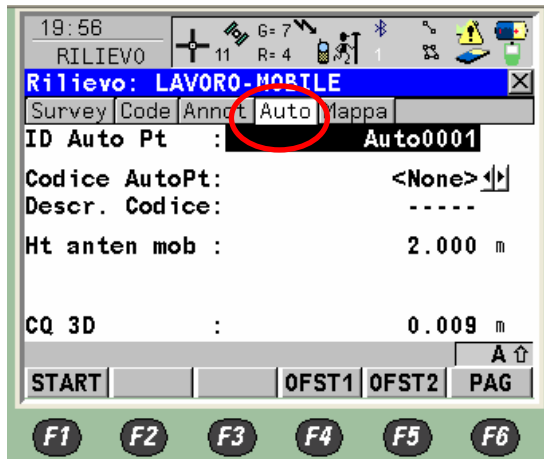 19:56
RILIEVO
11
G= 7
R= 4
1
Rilievo: LAVORO-MOBILE
Survey Code Annot Auto Mappa
ID Auto Pt : Auto0001
Codice AutoPt: <None>
Descr. Codice: -----
Ht anten mob : 2.000 m
CQ 3D : 0.009 m
A
START OFST1 OFST2 PAG
F1 F2 F3 F4 F5 F6